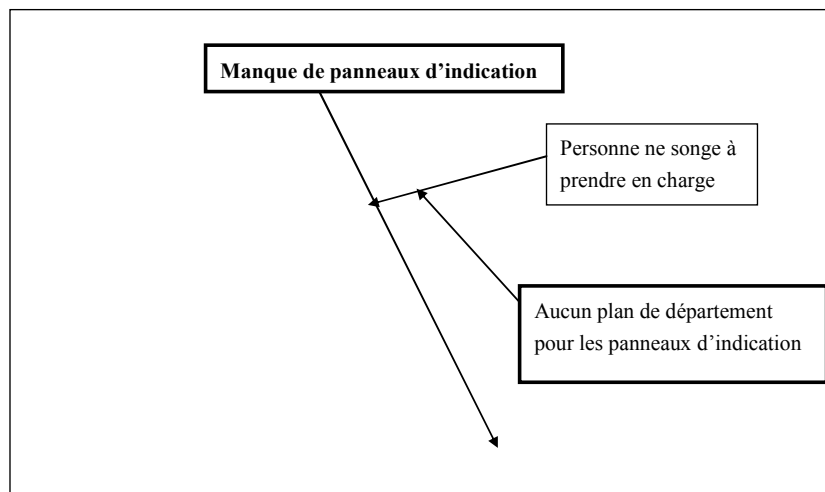 Manque de panneaux d’indication
Personne ne songe à
prendre en charge
Aucun plan de département
pour les panneaux d’indication